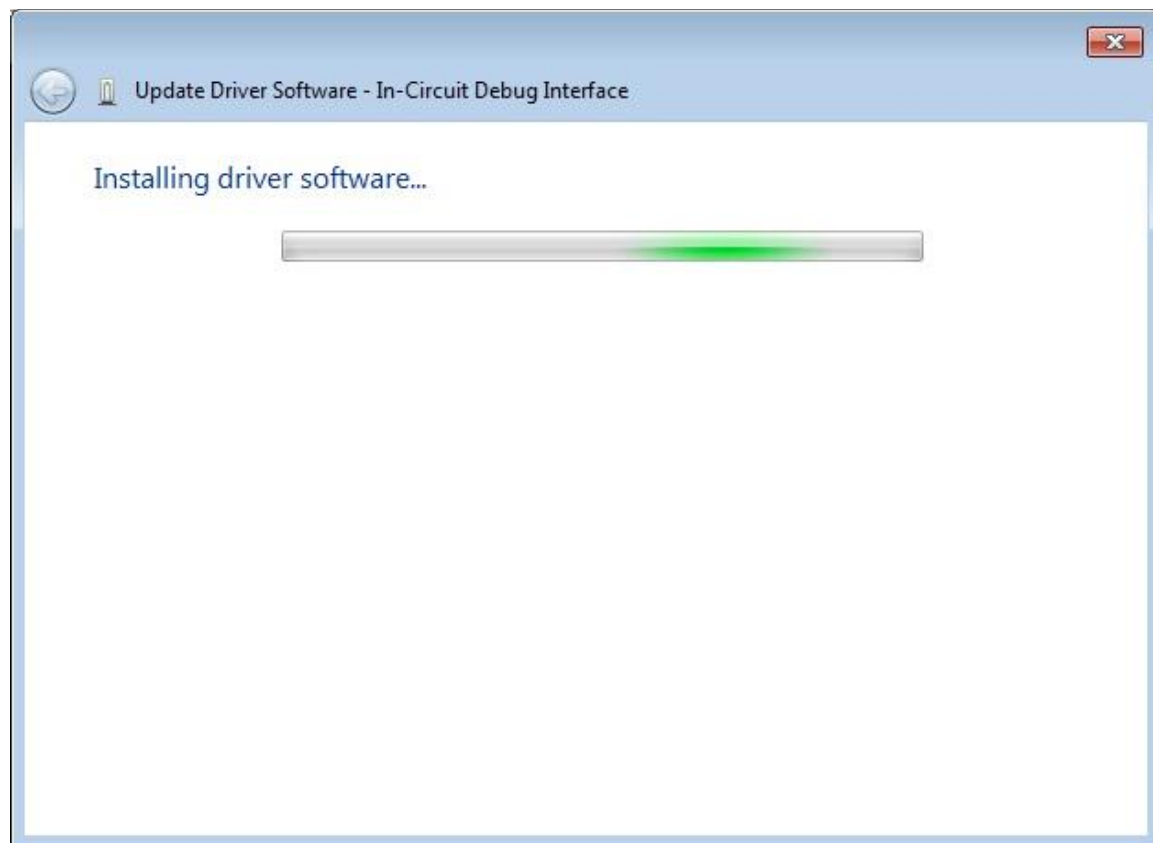 Update Driver Software - In-Circuit Debug Interface
Installing driver software...